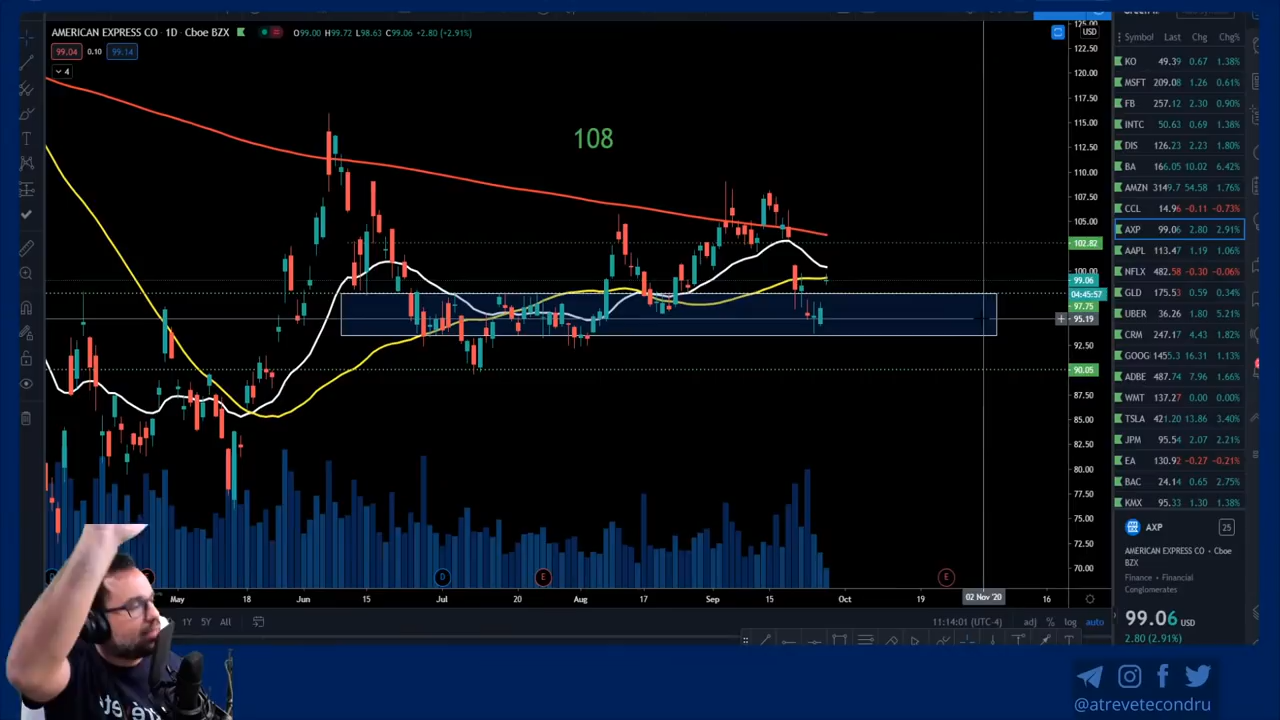 AMERICAN EXPRESS CO · 1D · Cboe BZX O99.00 H99.72 L98.63 C99.06 +2.80 (+2.91%)
99.04 0.10 99.14
4
108
USD
125.00
122.50
120.00
117.50
115.00
112.50
110.00
107.50
105.00
102.82
100.00
99.06
04:45:57
97.75
95.19
92.50
90.05
87.50
85.00
82.50
80.00
77.50
75.00
72.50
70.00
D E E
May 18 Jun 15 Jul 20 Aug 17 Sep 15 Oct 19 02 Nov '20 16
1Y 5Y All 11:14:01 (UTC-4) adj % log auto
Symbol Last Chg Chg%
KO 49.39 0.67 1.38%
MSFT 209.08 1.26 0.61%
FB 257.12 2.30 0.90%
INTC 50.63 0.69 1.38%
DIS 126.23 2.23 1.80%
BA 166.05 10.02 6.42%
AMZN 3149.7 54.58 1.76%
CCL 14.96 -0.11 -0.73%
AXP 99.06 2.80 2.91%
AAPL 113.47 1.19 1.06%
NFLX 482.58 -0.30 -0.06%
GLD 175.53 0.59 0.34%
UBER 36.26 1.80 5.21%
CRM 247.17 4.43 1.82%
GOOG 1455.3 16.31 1.13%
ADBE 487.74 7.96 1.66%
WMT 137.27 0.00 0.00%
TSLA 421.20 13.86 3.40%
JPM 95.54 2.07 2.21%
EA 130.92 -0.27 -0.21%
BAC 24.14 0.65 2.75%
KMX 95.33 1.30 1.38%
AXP 25
AMERICAN EXPRESS CO · Cboe
BZX
Finance · Financial
Conglomerates
99.06 USD
2.80 (2.91%)
@atrevetecondru